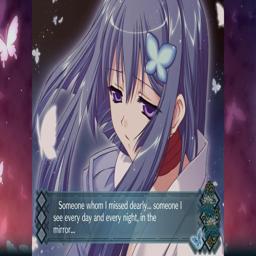 Someone whom I missed dearly... someone I
see every day and every night, in the
mirror...